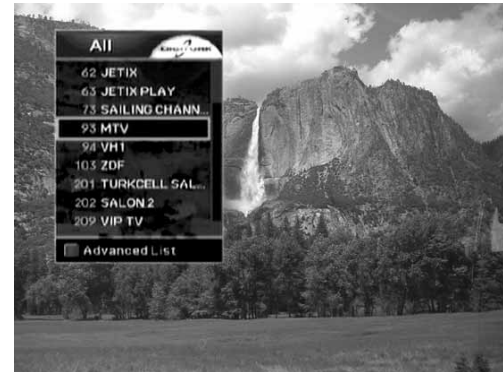 All
DIGITURK
62 JETIX
63 JETIX PLAY
73 SAILING CHANN...
93 MTV
94 VH1
103 ZDF
201 TURKCELL SAL...
202 SALON 2
209 VIP TV
Advanced List